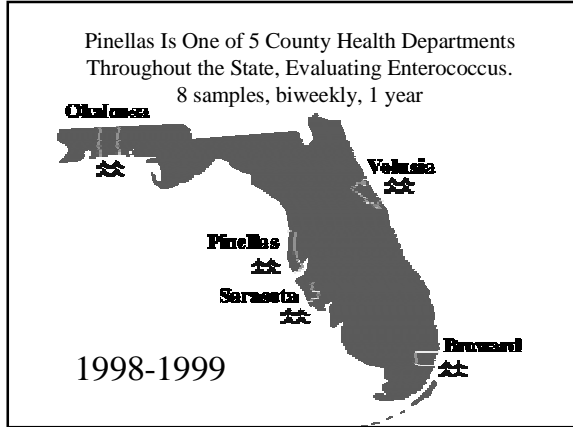 Pinellas Is One of 5 County Health Departments
Throughout the State, Evaluating Enterococcus.
8 samples, biweekly, 1 year
Okaloosa
Volusia
Pinellas
Sarasota
Broward
1998-1999